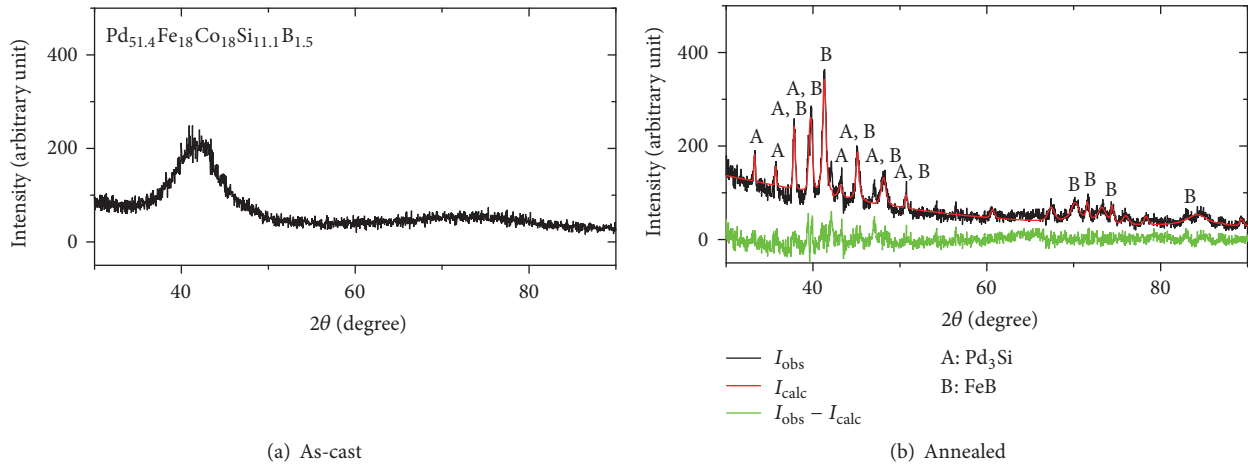 Pd51.4Fe18Co18Si11.1B1.5
400
200
0
Intensity (arbitrary unit)
40
60
80
2θ (degree)
(a) As-cast
400
200
0
Intensity (arbitrary unit)
B
A, B
A, B
A
A
A, B
A
A, B
A, B
B
B
B
B
40
60
80
2θ (degree)
Iobs
Icalc
Iobs − Icalc
A: Pd3Si
B: FeB
(b) Annealed